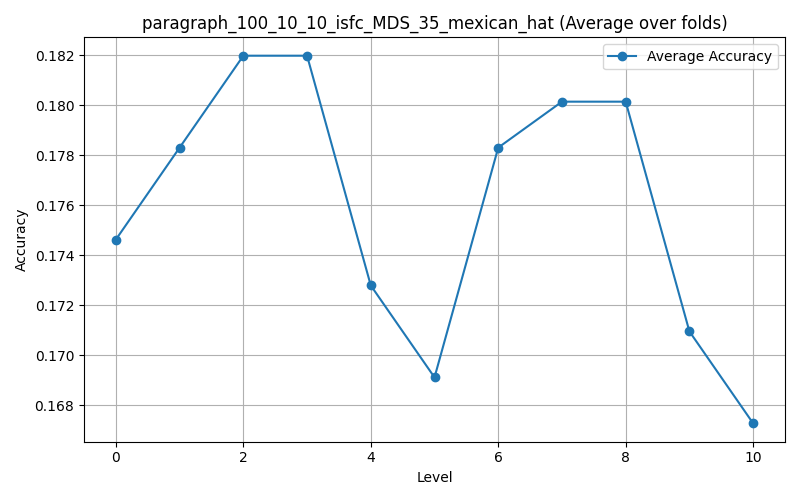 paragraph_100_10_10_isfc_MDS_35_mexican_hat (Average over folds)
Average Accuracy
Accuracy
0.182
0.180
0.178
0.176
0.174
0.172
0.170
0.168
0 2 4 6 8 10
Level